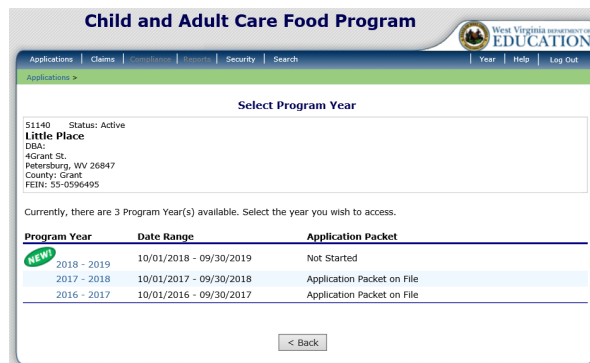 Child and Adult Care Food Program
West Virginia DEPARTMENT OF
EDUCATION
Applications | Claims | Compliance | Reports | Security | Search | Year | Help | Log Out
Applications >
Select Program Year
51140 Status: Active
Little Place
DBA:
4Grant St.
Petersburg, WV 26847
County: Grant
FEIN: 55-0596495
Currently, there are 3 Program Year(s) available. Select the year you wish to access.
Program Year Date Range Application Packet
NEW! 2018 - 2019 10/01/2018 - 09/30/2019 Not Started
2017 - 2018 10/01/2017 - 09/30/2018 Application Packet on File
2016 - 2017 10/01/2016 - 09/30/2017 Application Packet on File
< Back